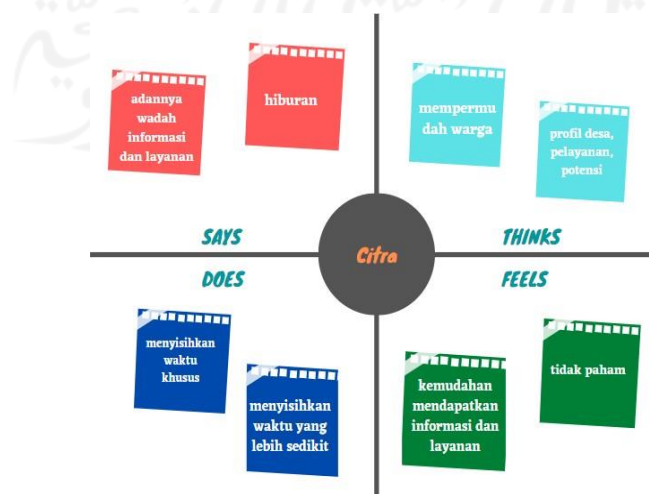 adannya
wadah
informasi
dan layanan
hiburan
mempermu
dah warga
profil desa,
pelayanan,
potensi
SAYS
THINKS
Citra
DOES
FEELS
menyisihkan
waktu
khusus
menyisihkan
waktu yang
lebih sedikit
kemudahan
mendapatkan
informasi dan
layanan
tidak paham